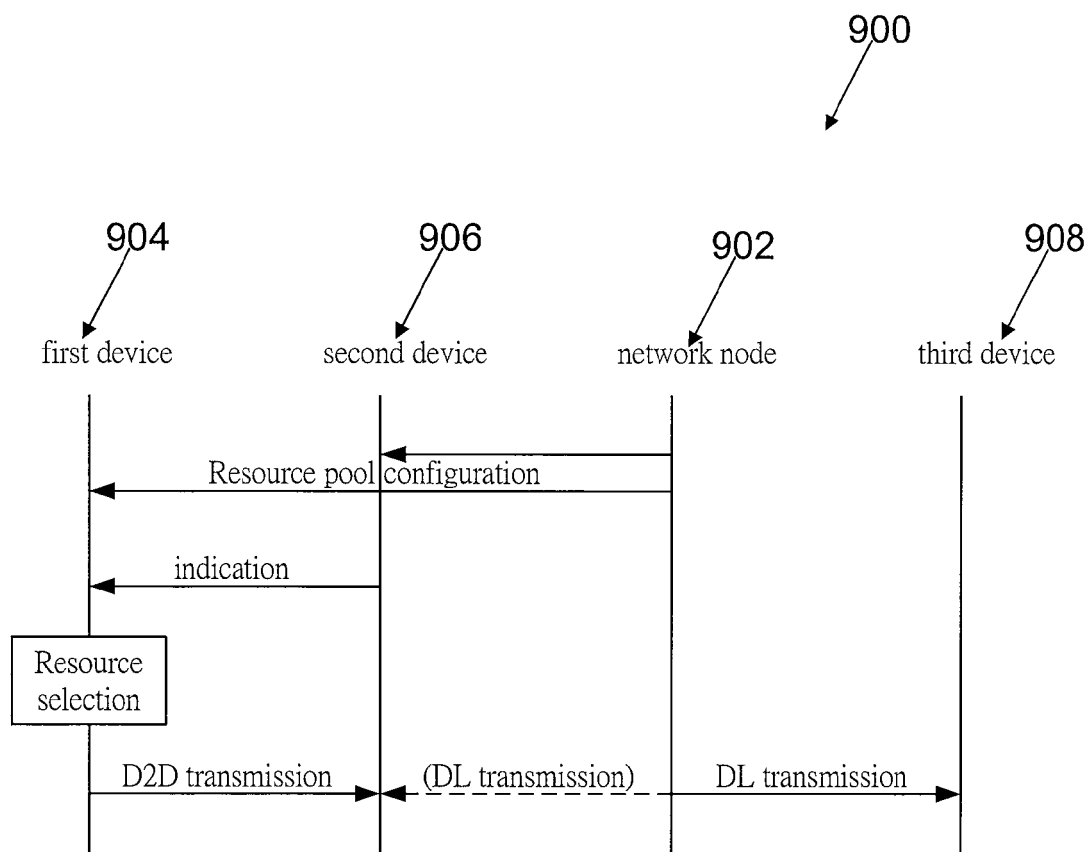 900
904
906
902
908
first device
second device
network node
third device
Resource pool configuration
indication
Resource
selection
D2D transmission
(DL transmission)
DL transmission